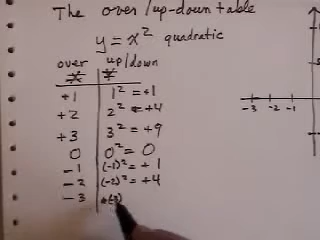 The over/up-down table
y = x² quadratic
over up/down
x y
+1 1² = +1
+2 2² = +4
+3 3² = +9
0 0² = 0
-1 (-1)² = +1
-2 (-2)² = +4
-3
-3 -2 -1